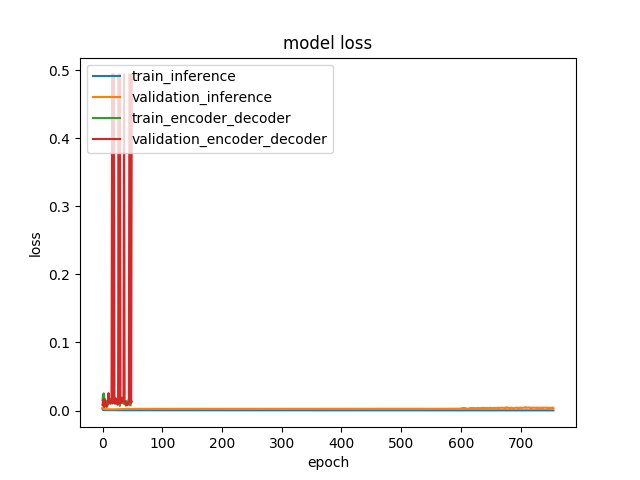 model loss
train_inference
validation_inference
train_encoder_decoder
validation_encoder_decoder
0.5
0.4
0.3
0.2
0.1
0.0
loss
0 100 200 300 400 500 600 700
epoch